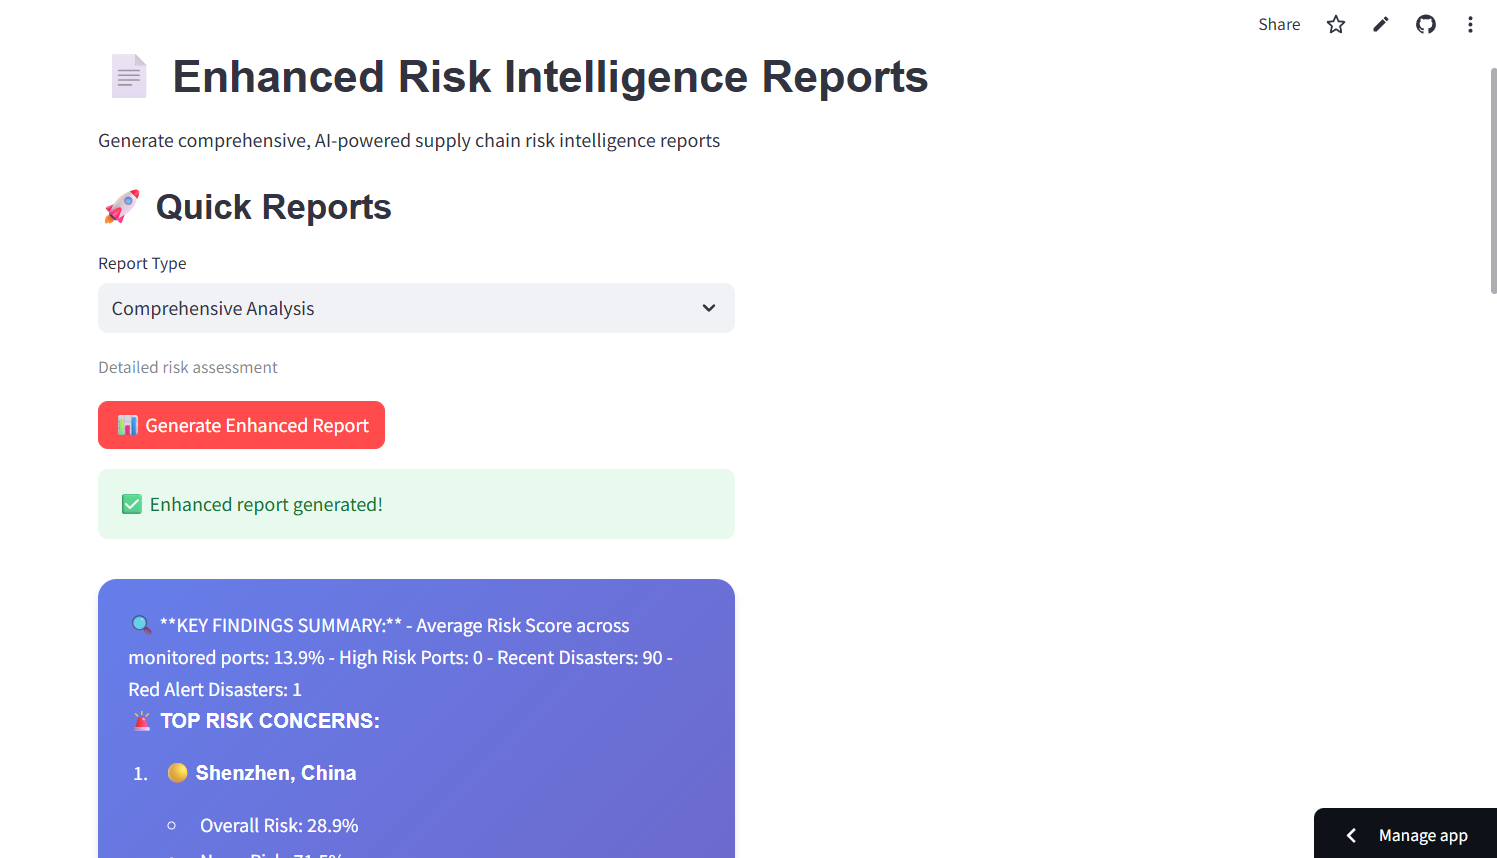 Share
Enhanced Risk Intelligence Reports
Generate comprehensive, AI-powered supply chain risk intelligence reports
Quick Reports
Report Type
Comprehensive Analysis
Detailed risk assessment
Generate Enhanced Report
Enhanced report generated!
**KEY FINDINGS SUMMARY:** - Average Risk Score across
monitored ports: 13.9% - High Risk Ports: 0 - Recent Disasters: 90 -
Red Alert Disasters: 1
TOP RISK CONCERNS:
1. Shenzhen, China
Overall Risk: 28.9%
Manage app